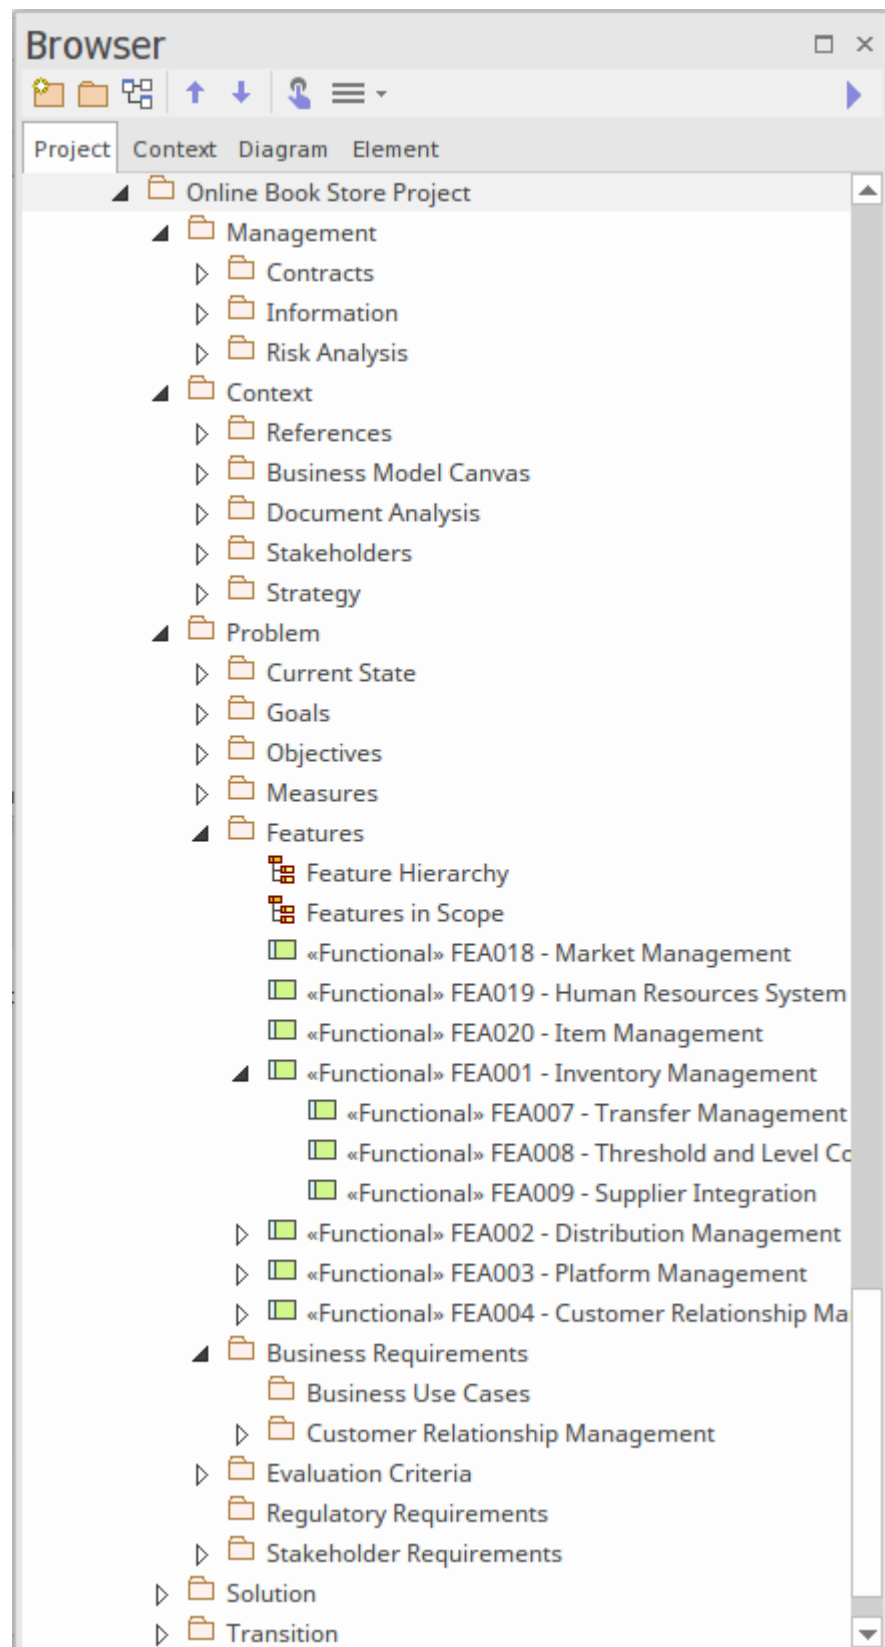 Browser
Project Context Diagram Element
Online Book Store Project
Management
Contracts
Information
Risk Analysis
Context
References
Business Model Canvas
Document Analysis
Stakeholders
Strategy
Problem
Current State
Goals
Objectives
Measures
Features
Feature Hierarchy
Features in Scope
«Functional» FEA018 - Market Management
«Functional» FEA019 - Human Resources System
«Functional» FEA020 - Item Management
«Functional» FEA001 - Inventory Management
«Functional» FEA007 - Transfer Management
«Functional» FEA008 - Threshold and Level Co
«Functional» FEA009 - Supplier Integration
«Functional» FEA002 - Distribution Management
«Functional» FEA003 - Platform Management
«Functional» FEA004 - Customer Relationship Ma
Business Requirements
Business Use Cases
Customer Relationship Management
Evaluation Criteria
Regulatory Requirements
Stakeholder Requirements
Solution
Transition